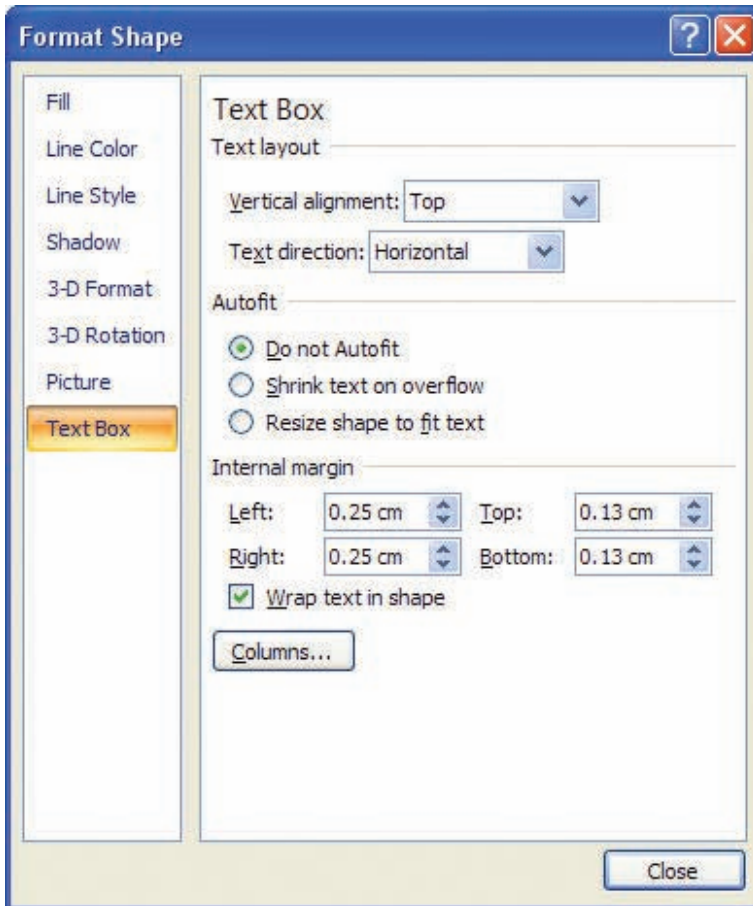 Format Shape
Fill
Line Color
Line Style
Shadow
3-D Format
3-D Rotation
Picture
Text Box
Text Box
Text layout
Vertical alignment: Top
Text direction: Horizontal
Autofit
Do not Autofit
Shrink text on overflow
Resize shape to fit text
Internal margin
Left: 0.25 cm Top: 0.13 cm
Right: 0.25 cm Bottom: 0.13 cm
Wrap text in shape
Columns...
Close